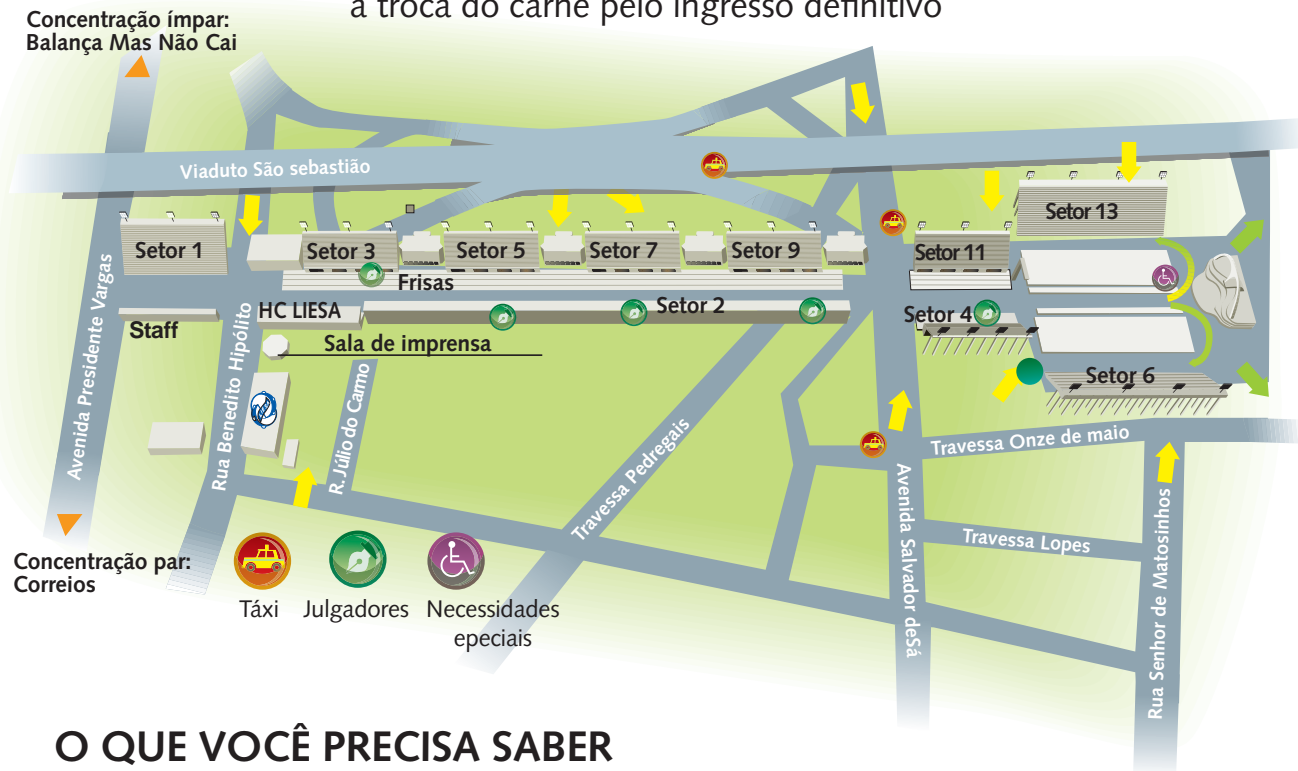 a troca do carnê pelo ingresso definitivo
Concentração ímpar:
Balança Mas Não Cai
Viaduto São sebastião
Setor 1
Setor 3
Setor 5
Setor 7
Setor 9
Setor 11
Setor 13
Frisas
HC LIESA
Setor 2
Setor 4
Staff
Sala de imprensa
Setor 6
Avenida Presidente Vargas
Rua Benedito Hipólito
R. Júlio do Carmo
Travessa Pedregais
Travessa Onze de maio
Avenida Salvador deSá
Travessa Lopes
Rua Senhor de Matosinhos
Concentração par:
Correios
Táxi
Julgadores
Necessidades
epeciais
O QUE VOCÊ PRECISA SABER